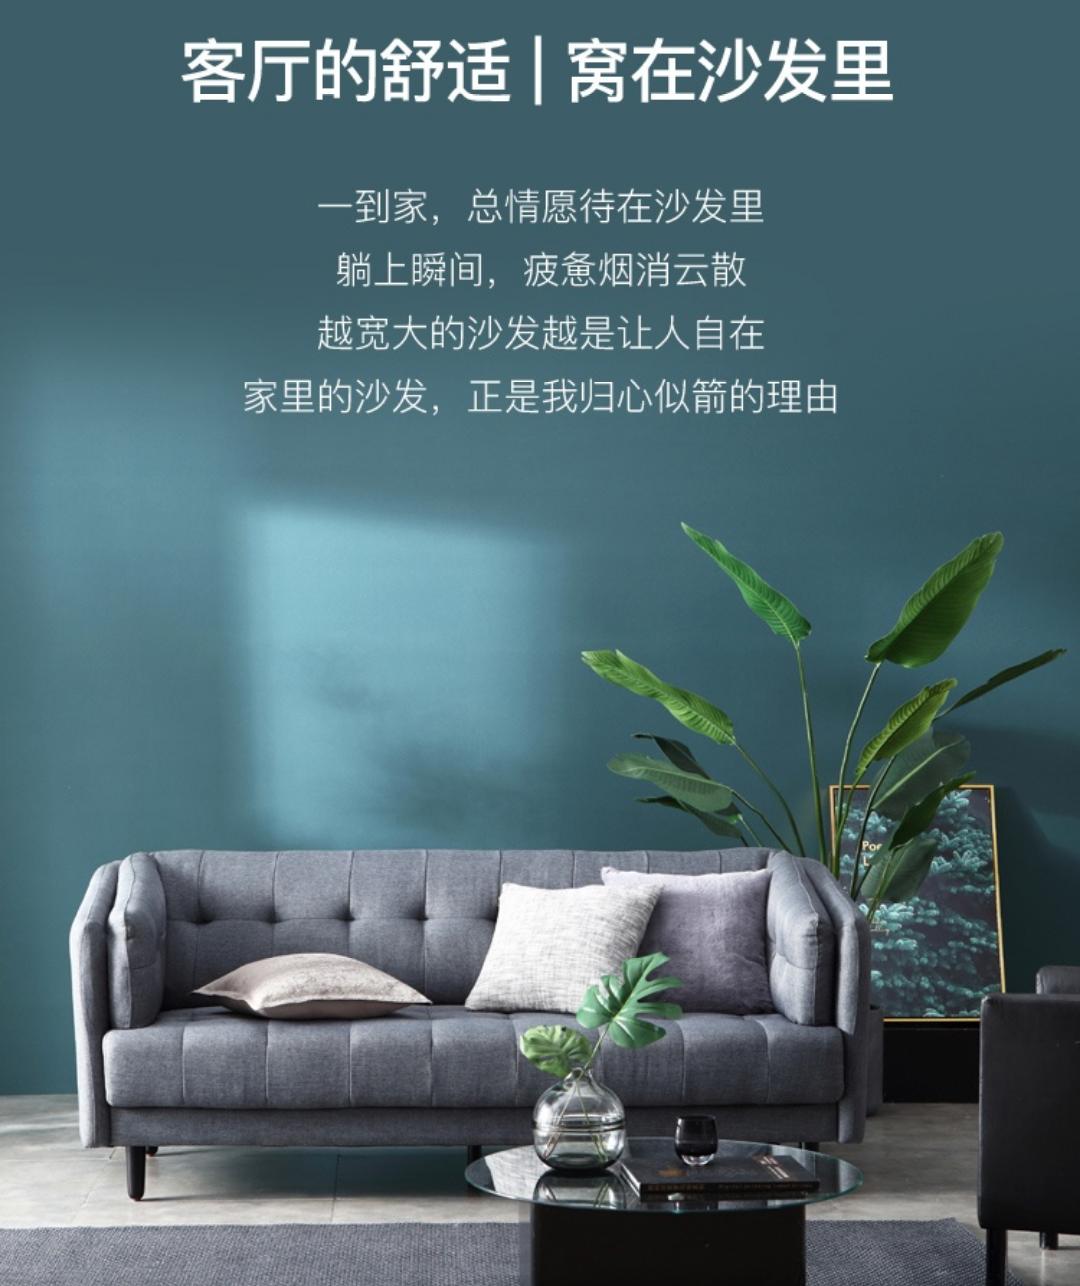 客厅的舒适|窝在沙发里
一到家，总情愿待在沙发里
躺上瞬间，疲惫烟消云散
越宽大的沙发越是让人自在
家里的沙发，正是我归心似箭的理由